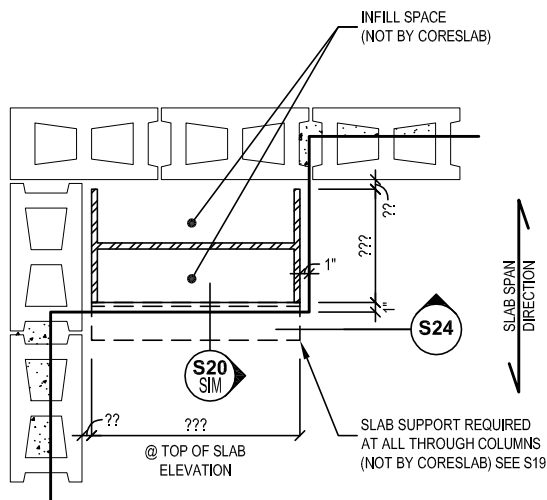 INFILL SPACE
(NOT BY CORESLAB)
??
???
1"
1"
SLAB SPAN
DIRECTION
S24
S20
SIM
??
???
@ TOP OF SLAB
ELEVATION
SLAB SUPPORT REQUIRED
AT ALL THROUGH COLUMNS
(NOT BY CORESLAB) SEE S19